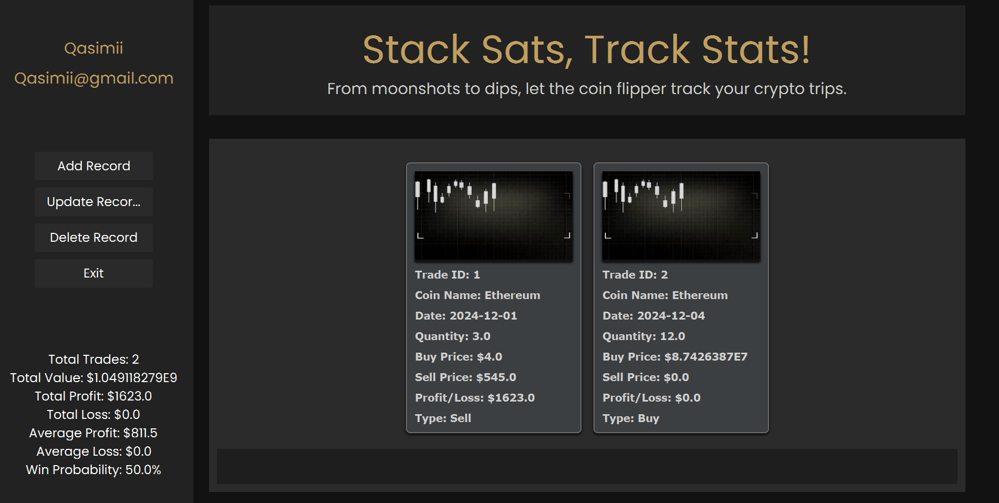 Qasimii
Qasimii@gmail.com
Add Record
Update Recor...
Delete Record
Exit
Total Trades: 2
Total Value: $1.049118279E9
Total Profit: $1623.0
Total Loss: $0.0
Average Profit: $811.5
Average Loss: $0.0
Win Probability: 50.0%
Stack Sats, Track Stats!
From moonshots to dips, let the coin flipper track your crypto trips.
Trade ID: 1
Coin Name: Ethereum
Date: 2024-12-01
Quantity: 3.0
Buy Price: $4.0
Sell Price: $545.0
Profit/Loss: $1623.0
Type: Sell
Trade ID: 2
Coin Name: Ethereum
Date: 2024-12-04
Quantity: 12.0
Buy Price: $8.7426387E7
Sell Price: $0.0
Profit/Loss: $0.0
Type: Buy